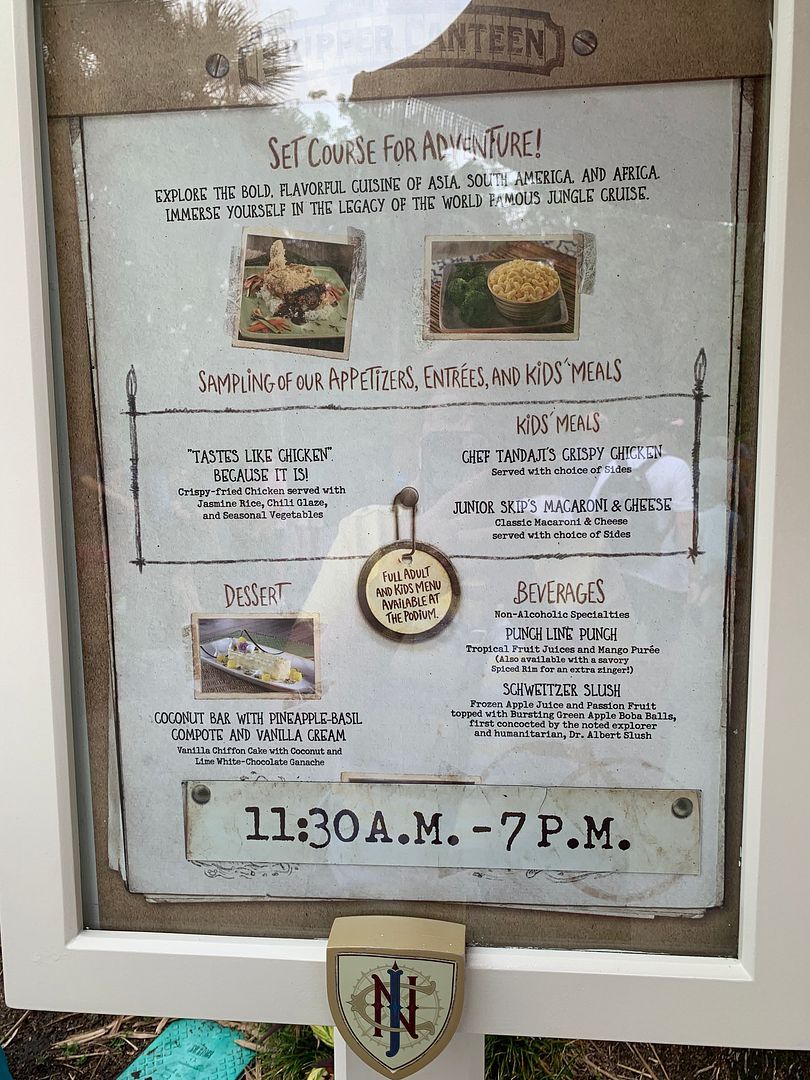 SKIPPER CANTEEN
SET COURSE FOR ADVENTURE!
EXPLORE THE BOLD, FLAVORFUL CUISINE OF ASIA, SOUTH AMERICA, AND AFRICA.
IMMERSE YOURSELF IN THE LEGACY OF THE WORLD FAMOUS JUNGLE CRUISE.
SAMPLING OF OUR APPETIZERS, ENTRÉES, AND KIDS' MEALS
"TASTES LIKE CHICKEN".
BECAUSE IT IS!
Crispy-fried Chicken served with
Jasmine Rice, Chili Glaze,
and Seasonal Vegetables
KIDS' MEALS
CHEF TANDAJI'S CRISPY CHICKEN
Served with choice of Sides
JUNIOR SKIP'S MACARONI & CHEESE
Classic Macaroni & Cheese
served with choice of Sides
FULL ADULT
AND KIDS MENU
AVAILABLE AT
THE PODIUM.
DESSERT
COCONUT BAR WITH PINEAPPLE-BASIL
COMPOTE AND VANILLA CREAM
Vanilla Chiffon Cake with Coconut and
Lime White-Chocolate Ganache
BEVERAGES
Non-Alcoholic Specialties
PUNCH LINE PUNCH
Tropical Fruit Juices and Mango Purée
(Also available with a savory
Spiced Rim for an extra zinger!)
SCHWEITZER SLUSH
Frozen Apple Juice and Passion Fruit
topped with Bursting Green Apple Boba Balls,
first concocted by the noted explorer
and humanitarian, Dr. Albert Slush
11:30 A.M. - 7 P.M.